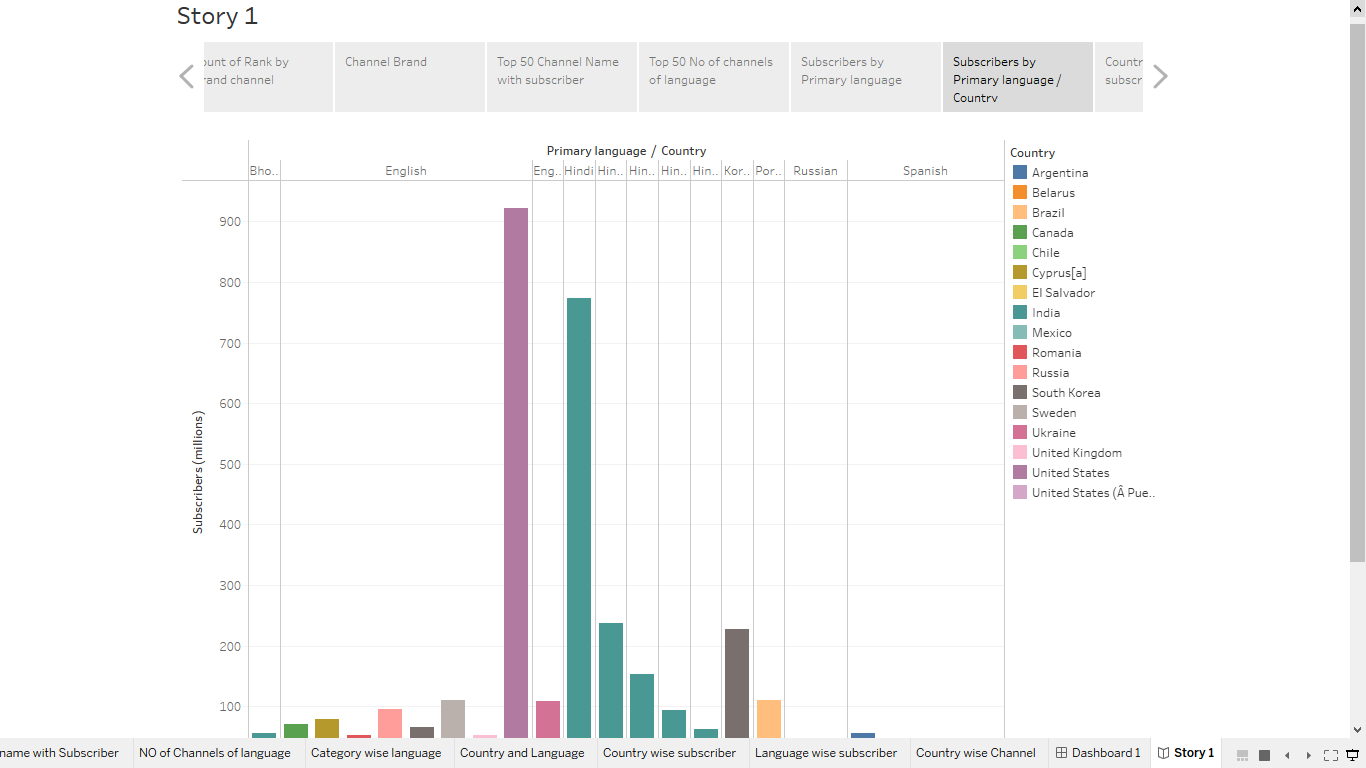 Story 1
ount of Rank by
rand channel
Channel Brand
Top 50 Channel Name
with subscriber
Top 50 No of channels
of language
Subscribers by
Primary language
Subscribers by
Primary language /
Country
Countr
subscr
Primary language / Country
Bho.. English Eng.. Hindi Hin.. Hin.. Hin.. Hin.. Kor.. Por.. Russian Spanish
900
800
700
600
500
400
300
200
100
Subscribers (millions)
Country
Argentina
Belarus
Brazil
Canada
Chile
Cyprus[a]
El Salvador
India
Mexico
Romania
Russia
South Korea
Sweden
Ukraine
United Kingdom
United States
United States (Â Pue..
name with Subscriber NO of Channels of language Category wise language Country and Language Country wise subscriber Language wise subscriber Country wise Channel Dashboard 1 Story 1